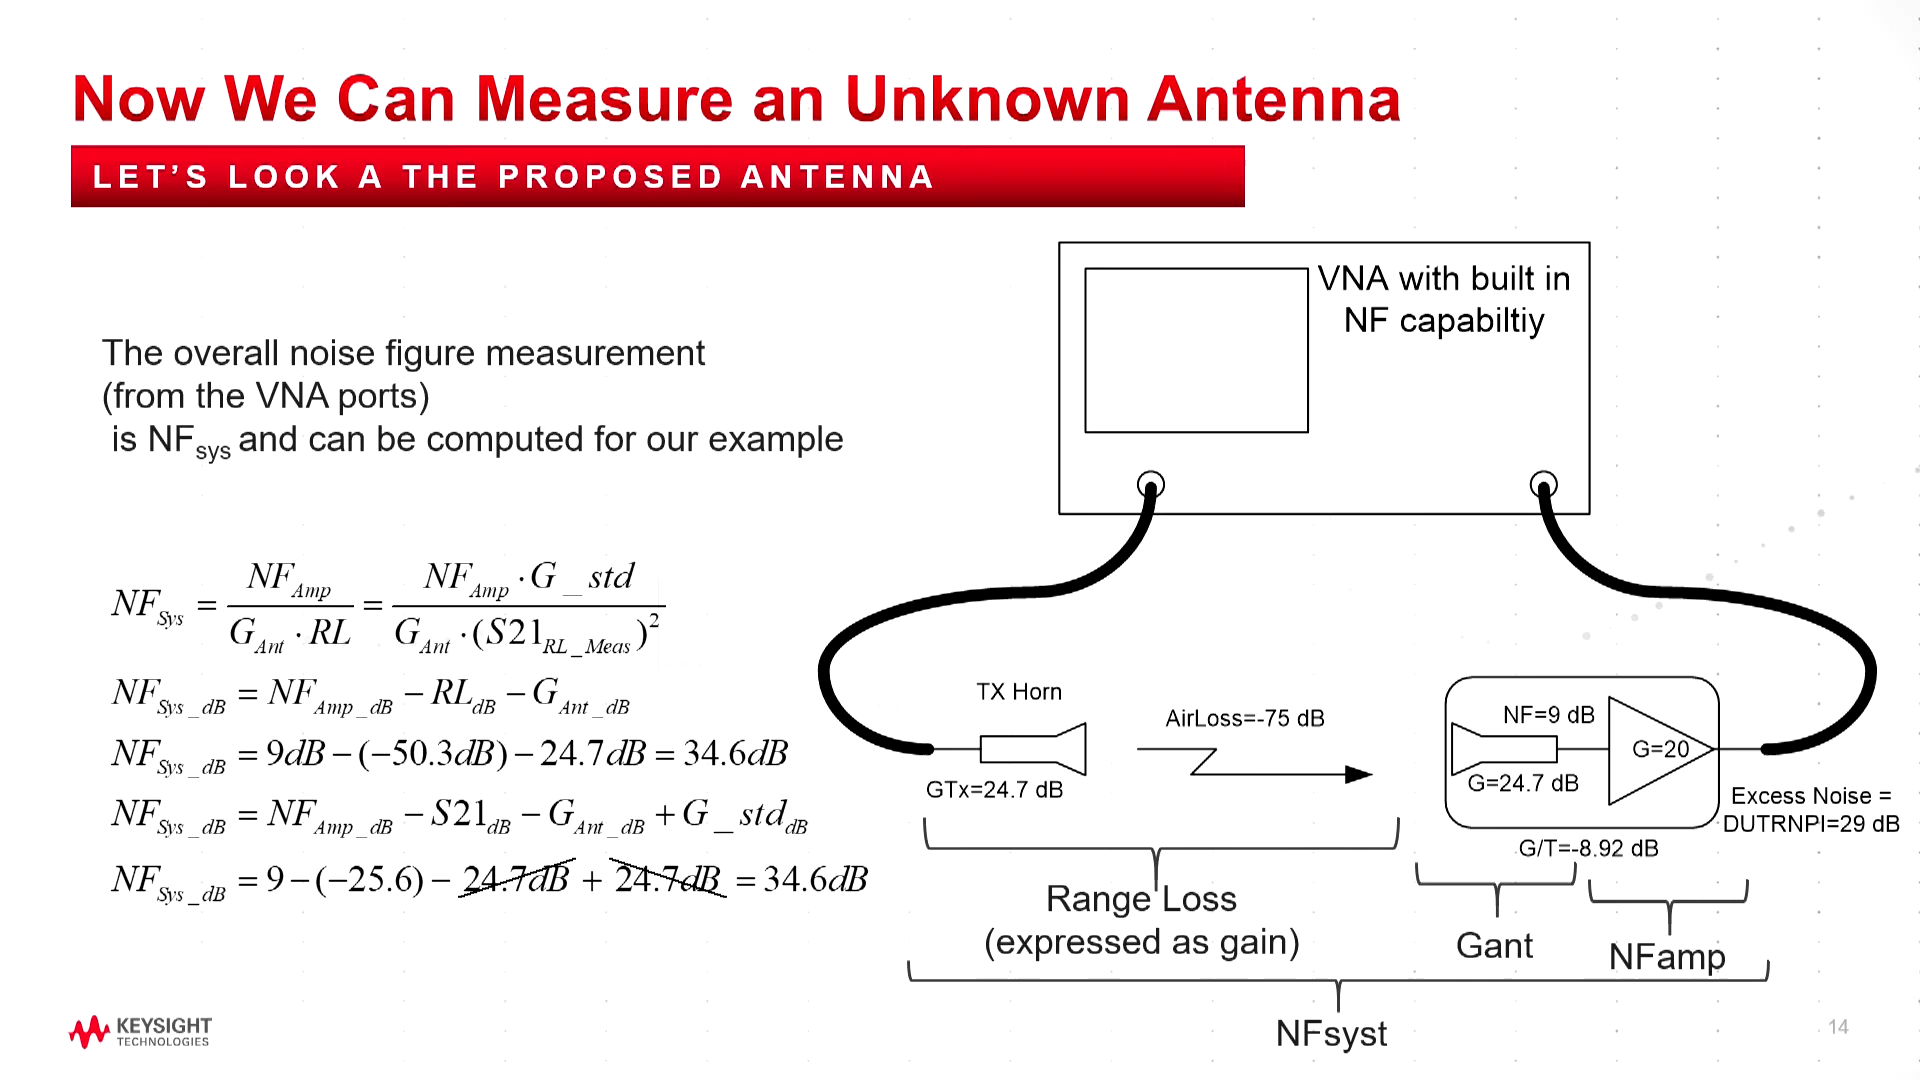 Now We Can Measure an Unknown Antenna
LET'S LOOK A THE PROPOSED ANTENNA
The overall noise figure measurement
(from the VNA ports)
is NFsys and can be computed for our example
NF_Sys = NF_Amp / (G_Ant · RL) = NF_Amp · G_std / (G_Ant · (S21_RL_Meas)²)
NF_Sys_dB = NF_Amp_dB − RL_dB − G_Ant_dB
NF_Sys_dB = 9dB − (−50.3dB) − 24.7dB = 34.6dB
NF_Sys_dB = NF_Amp_dB − S21_dB − G_Ant_dB + G_std_dB
NF_Sys_dB = 9 − (−25.6) − 24.7dB + 24.7dB = 34.6dB
VNA with built in
NF capabiltiy
TX Horn
GTx=24.7 dB
AirLoss=-75 dB
NF=9 dB
G=20
G=24.7 dB
Excess Noise =
DUTRNPI=29 dB
G/T=-8.92 dB
Range Loss
(expressed as gain)
Gant
NFamp
NFsyst
KEYSIGHT
TECHNOLOGIES
14